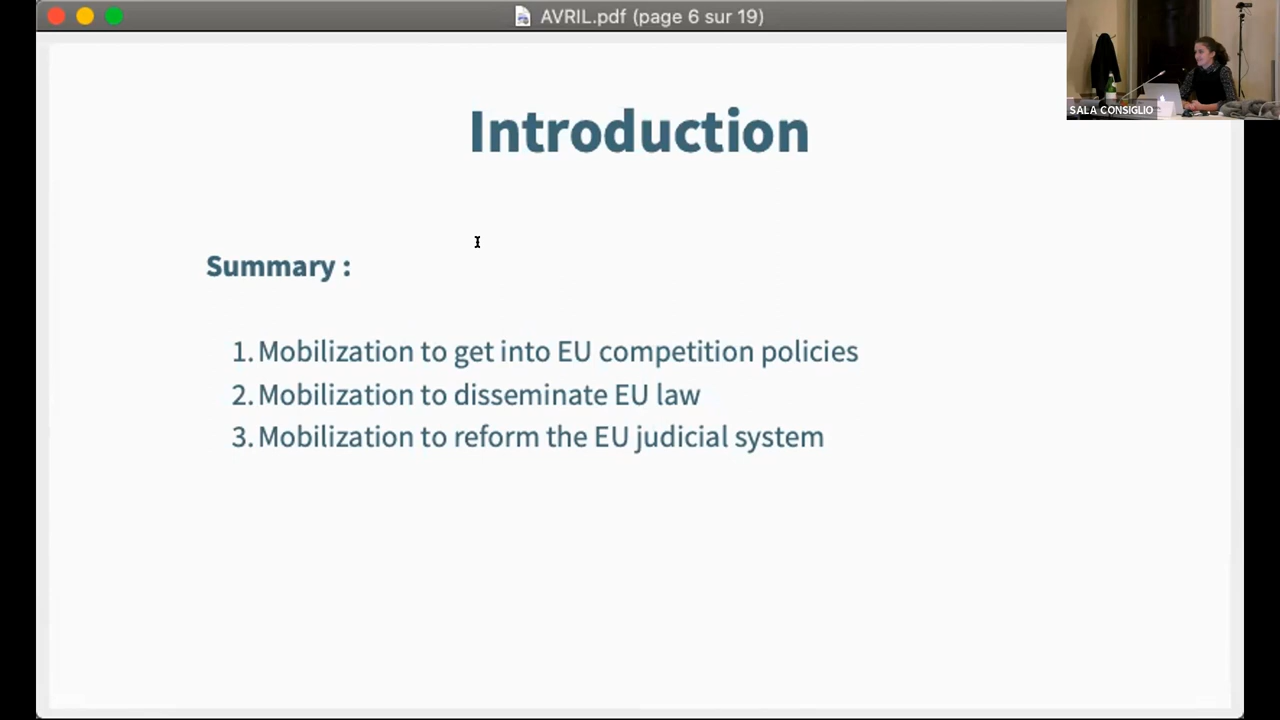 AVRIL.pdf (page 6 sur 19)
SALA CONSIGLIO
Introduction
Summary :
1. Mobilization to get into EU competition policies
2. Mobilization to disseminate EU law
3. Mobilization to reform the EU judicial system